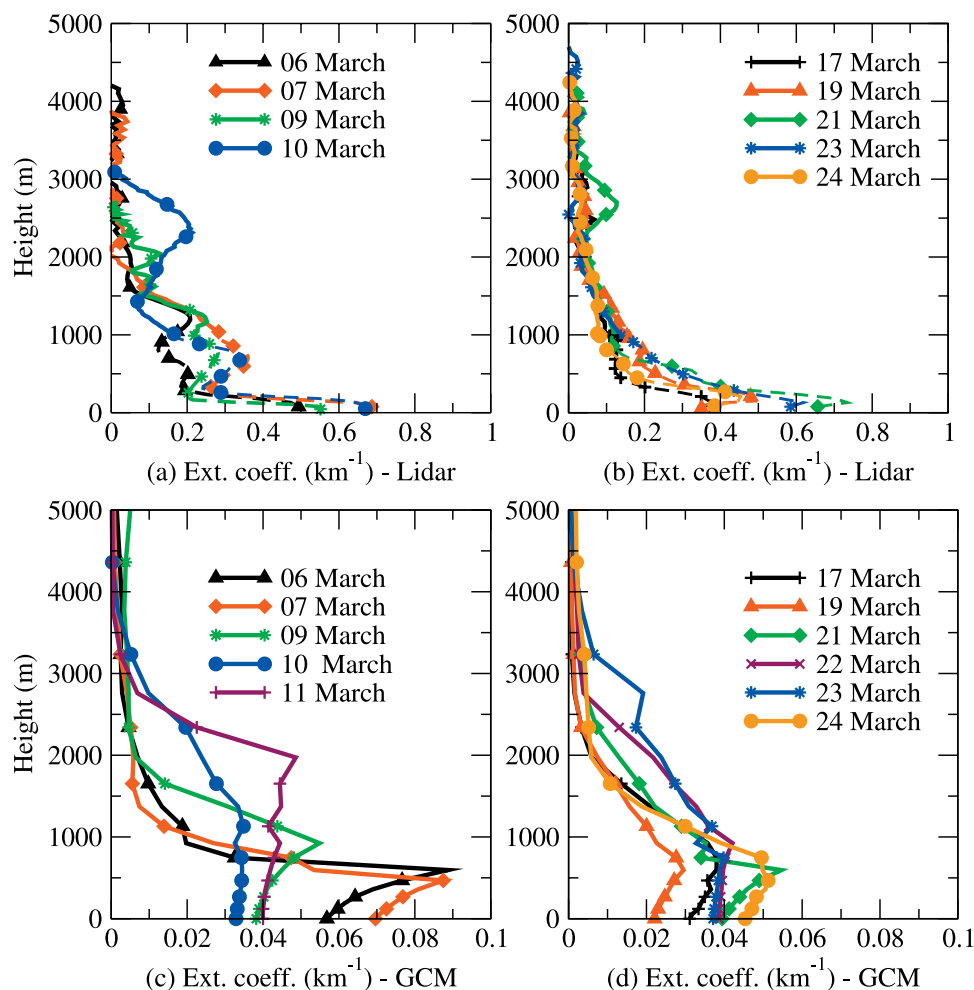 5000
4000
3000
2000
1000
0
Height (m)
06 March
07 March
09 March
10 March
0 0.2 0.4 0.6 0.8 1
(a) Ext. coeff. (km⁻¹) - Lidar
17 March
19 March
21 March
23 March
24 March
0 0.2 0.4 0.6 0.8 1
(b) Ext. coeff. (km⁻¹) - Lidar
5000
4000
3000
2000
1000
0
5000
4000
3000
2000
1000
0
Height (m)
06 March
07 March
09 March
10 March
11 March
0 0.02 0.04 0.06 0.08 0.1
(c) Ext. coeff. (km⁻¹) - GCM
5000
4000
3000
2000
1000
0
17 March
19 March
21 March
22 March
23 March
24 March
0 0.02 0.04 0.06 0.08 0.1
(d) Ext. coeff. (km⁻¹) - GCM